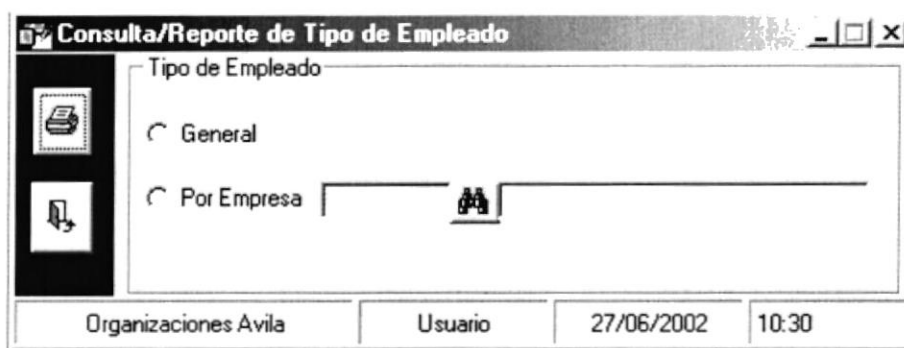 Consulta/Reporte de Tipo de Empleado
Tipo de Empleado
General
Por Empresa
Organizaciones Avila Usuario 27/06/2002 10:30